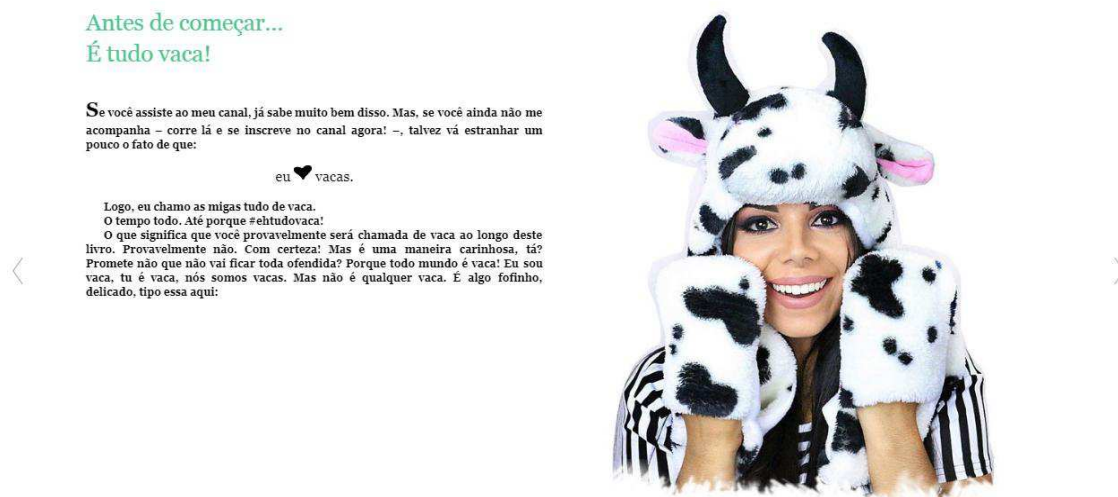 Antes de começar...
É tudo vaca!
Se você assiste ao meu canal, já sabe muito bem disso. Mas, se você ainda não me
acompanha – corre lá e se inscreve no canal agora! –, talvez vá estranhar um
pouco o fato de que:
eu ♥ vacas.
Logo, eu chamo as migas tudo de vaca.
O tempo todo. Até porque #ehtudovaca!
O que significa que você provavelmente será chamada de vaca ao longo deste
livro. Provavelmente não. Com certeza! Mas é uma maneira carinhosa, tá?
Promete não que não vai ficar toda ofendida? Porque todo mundo é vaca! Eu sou
vaca, tu é vaca, nós somos vacas. Mas não é qualquer vaca. É algo fofinho,
delicado, tipo essa aqui: